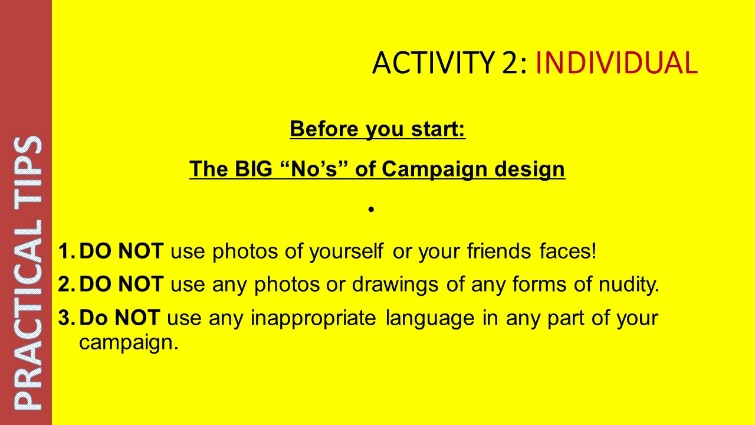 ACTIVITY 2: INDIVIDUAL
PRACTICAL TIPS
Before you start:
The BIG “No’s” of Campaign design
•
1. DO NOT use photos of yourself or your friends faces!
2. DO NOT use any photos or drawings of any forms of nudity.
3. Do NOT use any inappropriate language in any part of your
campaign.